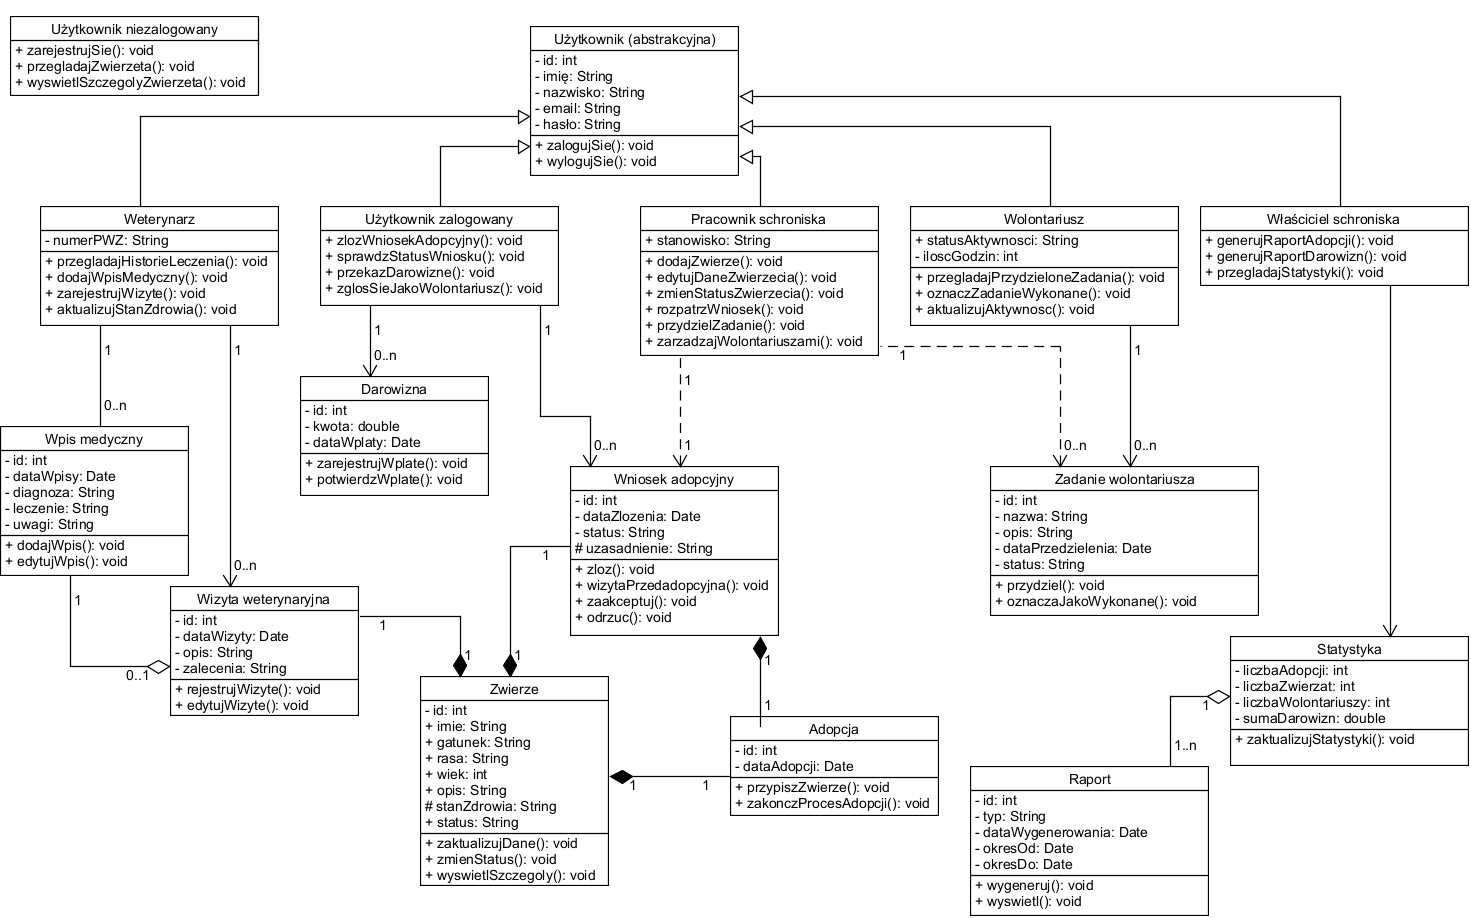 Użytkownik niezalogowany
+ zarejestrujSie(): void
+ przegladajZwierzeta(): void
+ wyswietlSzczegolyZwierzeta(): void
Użytkownik (abstrakcyjna)
- id: int
- imię: String
- nazwisko: String
- email: String
- hasło: String
+ zalogujSie(): void
+ wylogujSie(): void
Weterynarz
- numerPWZ: String
+ przegladajHistorieLeczenia(): void
+ dodajWpisMedyczny(): void
+ zarejestrujWizyte(): void
+ aktualizujStanZdrowia(): void
Użytkownik zalogowany
+ zlozWniosekAdopcyjny(): void
+ sprawdzStatusWniosku(): void
+ przekazDarowizne(): void
+ zglosSieJakoWolontariusz(): void
Pracownik schroniska
+ stanowisko: String
+ dodajZwierze(): void
+ edytujDaneZwierzecia(): void
+ zmienStatusZwierzecia(): void
+ rozpatrzWniosek(): void
+ przydzielZadanie(): void
+ zarzadzajWolontariuszami(): void
Wolontariusz
+ statusAktywnosci: String
- iloscGodzin: int
+ przegladajPrzydzieloneZadania(): void
+ oznaczZadanieWykonane(): void
+ aktualizujAktywnosc(): void
Właściciel schroniska
+ generujRaportAdopcji(): void
+ generujRaportDarowizn(): void
+ przegladajStatystyki(): void
1
1
1
1
1
1
1
0..n
0..n
0..n
1
0..n
0..n
0..n
Darowizna
- id: int
- kwota: double
- dataWplaty: Date
+ zarejestrujWplate(): void
+ potwierdzWplate(): void
Wpis medyczny
- id: int
- dataWpisy: Date
- diagnoza: String
- leczenie: String
- uwagi: String
+ dodajWpis(): void
+ edytujWpis(): void
Wniosek adopcyjny
- id: int
- dataZlozenia: Date
- status: String
# uzasadnienie: String
+ zloz(): void
+ wizytaPrzedadopcyjna(): void
+ zaakceptuj(): void
+ odrzuc(): void
Zadanie wolontariusza
- id: int
- nazwa: String
- opis: String
- dataPrzedzielenia: Date
- status: String
+ przydziel(): void
+ oznaczaJakoWykonane(): void
1
0..1
Wizyta weterynaryjna
- id: int
- dataWizyty: Date
- opis: String
- zalecenia: String
+ rejestrujWizyte(): void
+ edytujWizyte(): void
1
1
1
1
1
1
Statystyka
- liczbaAdopcji: int
- liczbaZwierzat: int
- liczbaWolontariuszy: int
- sumaDarowizn: double
+ zaktualizujStatystyki(): void
Zwierze
- id: int
+ imie: String
+ gatunek: String
+ rasa: String
+ wiek: int
+ opis: String
# stanZdrowia: String
+ status: String
+ zaktualizujDane(): void
+ zmienStatus(): void
+ wyswietlSzczegoly(): void
1
1
Adopcja
- id: int
- dataAdopcji: Date
+ przypiszZwierze(): void
+ zakonczProcesAdopcji(): void
1
1..n
Raport
- id: int
- typ: String
- dataWygenerowania: Date
- okresOd: Date
- okresDo: Date
+ wygeneruj(): void
+ wyswietl(): void